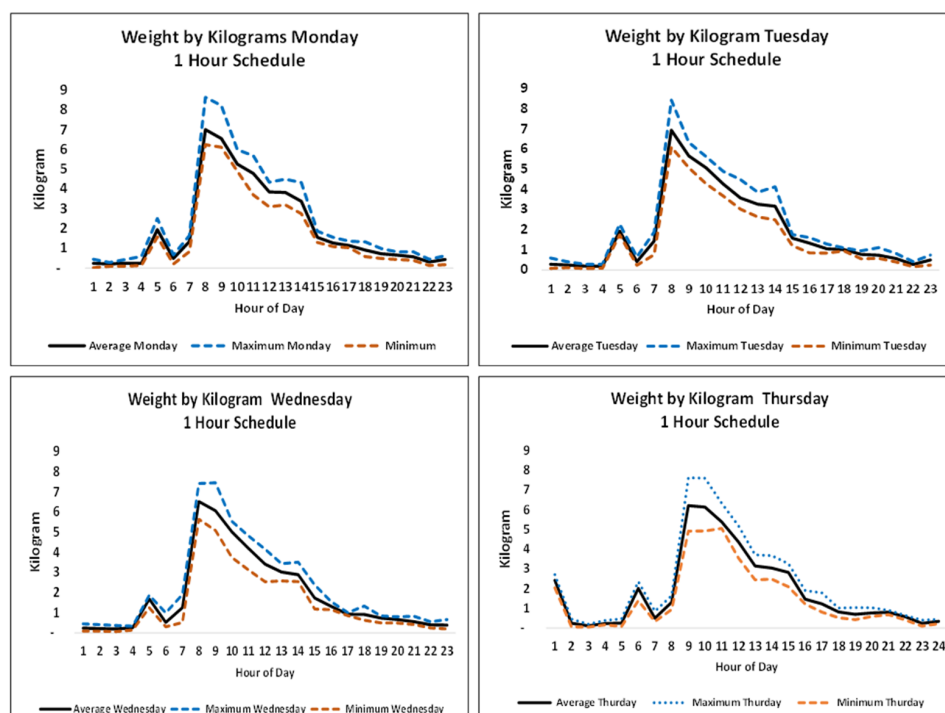 Weight by Kilograms Monday
1 Hour Schedule
9
8
7
6
5
4
3
2
1
-
Kilogram
1 2 3 4 5 6 7 8 9 10 11 12 13 14 15 16 17 18 19 20 21 22 23
Hour of Day
Average Monday Maximum Monday Minimum
Weight by Kilogram Tuesday
1 Hour Schedule
9
8
7
6
5
4
3
2
1
0
Kilogram
1 2 3 4 5 6 7 8 9 10 11 12 13 14 15 16 17 18 19 20 21 22 23
Hour of Day
Average Tuesday Maximum Tuesday Minimum Tuesday
Weight by Kilogram Wednesday
1 Hour Schedule
9
8
7
6
5
4
3
2
1
-
Kilogram
1 2 3 4 5 6 7 8 9 10 11 12 13 14 15 16 17 18 19 20 21 22 23
Hour of Day
Average Wednesday Maximum Wednesday Minimum Wednesday
Weight by Kilogram Thursday
1 Hour Schedule
9
8
7
6
5
4
3
2
1
-
Kilogram
1 2 3 4 5 6 7 8 9 10 11 12 13 14 15 16 17 18 19 20 21 22 23 24
Hour of Day
Average Thurday Maximum Thurday Minimum Thurday